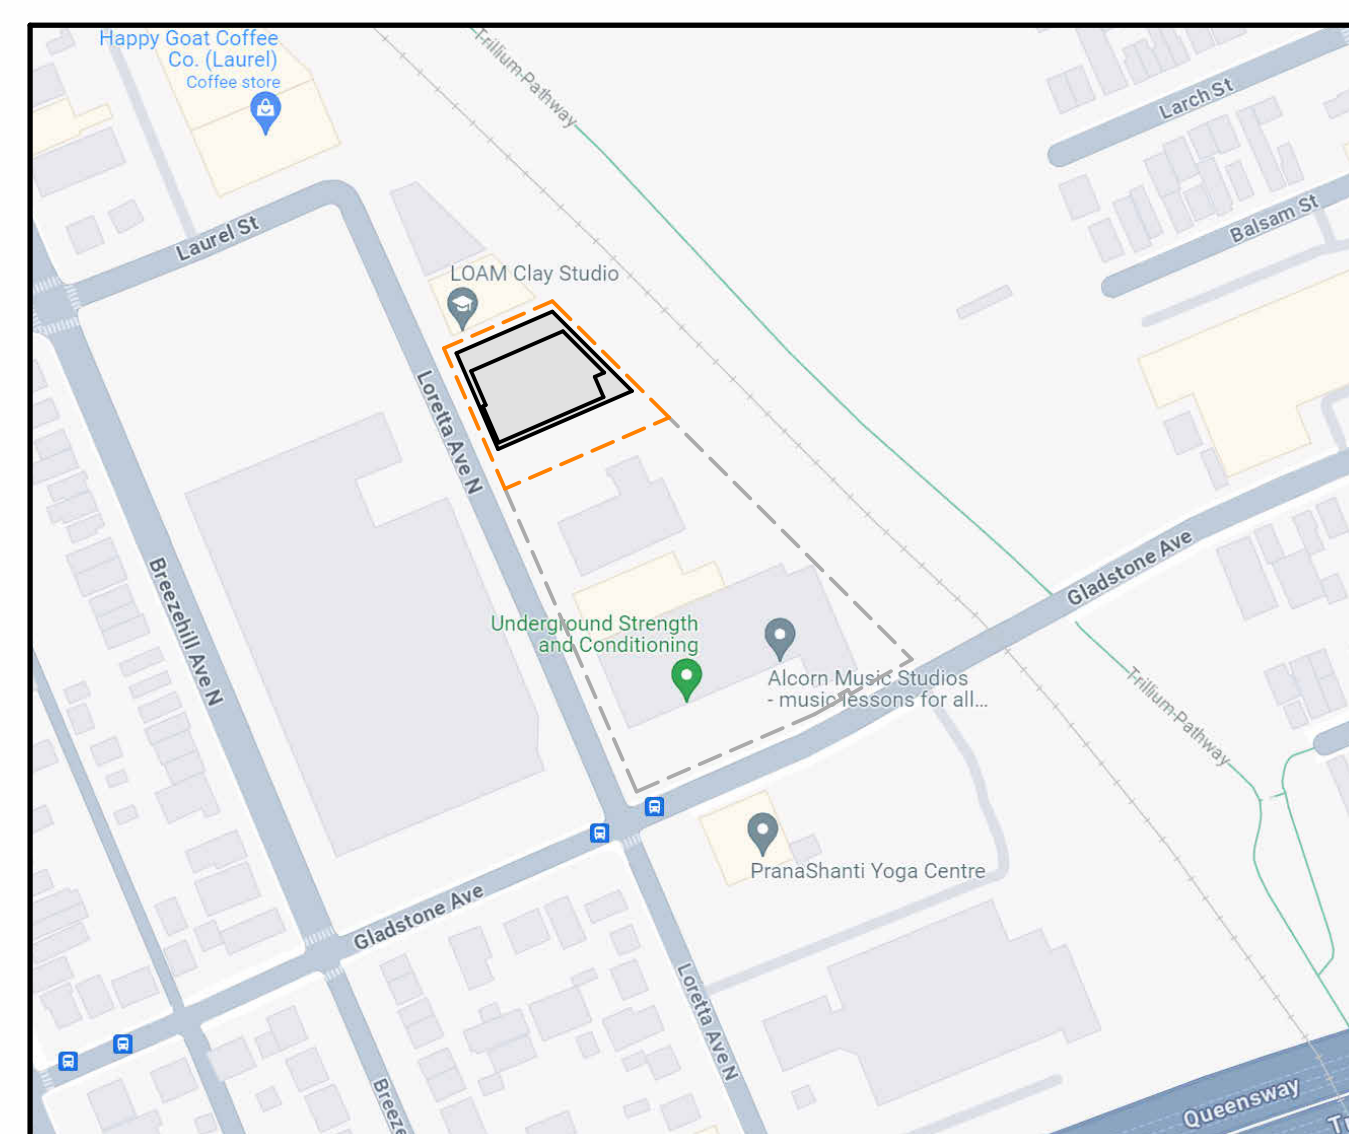 Happy Goat Coffee
Co. (Laurel)
Coffee store
Trillium Pathway
Larch St
Balsam St
Laurel St
LOAM Clay Studio
Loretta Ave N
Breezehill Ave N
Gladstone Ave
Underground Strength
and Conditioning
Alcorn Music Studios
- music lessons for all...
Trillium Pathway
PranaShanti Yoga Centre
Gladstone Ave
Loretta Ave N
Breeze
Queensway